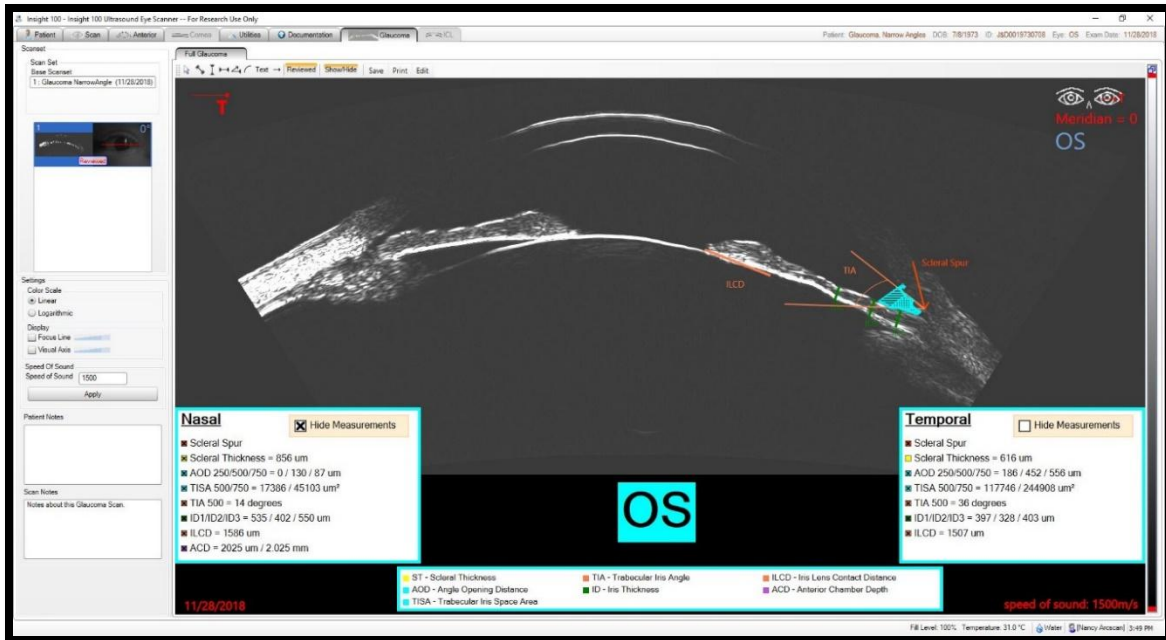 Insight 100 - Insight 100 Ultrasound Eye Scanner -- For Research Use Only
Patient Scan Anterior Cornea Utilities Documentation Glaucoma ICL
Patient: Glaucoma, Narrow Angles DOB: 7/8/1973 ID: J&D0019730708 Eye: OS Exam Date: 11/28/2018
Scanset
Scan Set
Base Scanset:
1 : Glaucoma NarrowAngle (11/28/2018)
1
0°
Reviewed
Settings
Color Scale
Linear
Logarithmic
Display
Focus Line
Visual Axis
Speed Of Sound
Speed of Sound 1500
Apply
Patient Notes
Scan Notes
Notes about this Glaucoma Scan.
Full Glaucoma
Text Reviewed Show/Hide Save Print Edit
T
Meridian = 0
OS
ILCD
TIA
Scleral Spur
Nasal
Hide Measurements
Scleral Spur
Scleral Thickness = 856 um
AOD 250/500/750 = 0 / 130 / 87 um
TISA 500/750 = 17386 / 45103 um²
TIA 500 = 14 degrees
ID1/ID2/ID3 = 535 / 402 / 550 um
ILCD = 1586 um
ACD = 2025 um / 2.025 mm
OS
Temporal
Hide Measurements
Scleral Spur
Scleral Thickness = 616 um
AOD 250/500/750 = 186 / 452 / 556 um
TISA 500/750 = 117746 / 244908 um²
TIA 500 = 36 degrees
ID1/ID2/ID3 = 397 / 328 / 403 um
ILCD = 1507 um
ST - Scleral Thickness
AOD - Angle Opening Distance
TISA - Trabecular Iris Space Area
TIA - Trabecular Iris Angle
ID - Iris Thickness
ILCD - Iris Lens Contact Distance
ACD - Anterior Chamber Depth
11/28/2018
speed of sound: 1500m/s
Fill Level: 100% Temperature: 31.0 °C Water [Nancy Arcscan] 3:49 PM